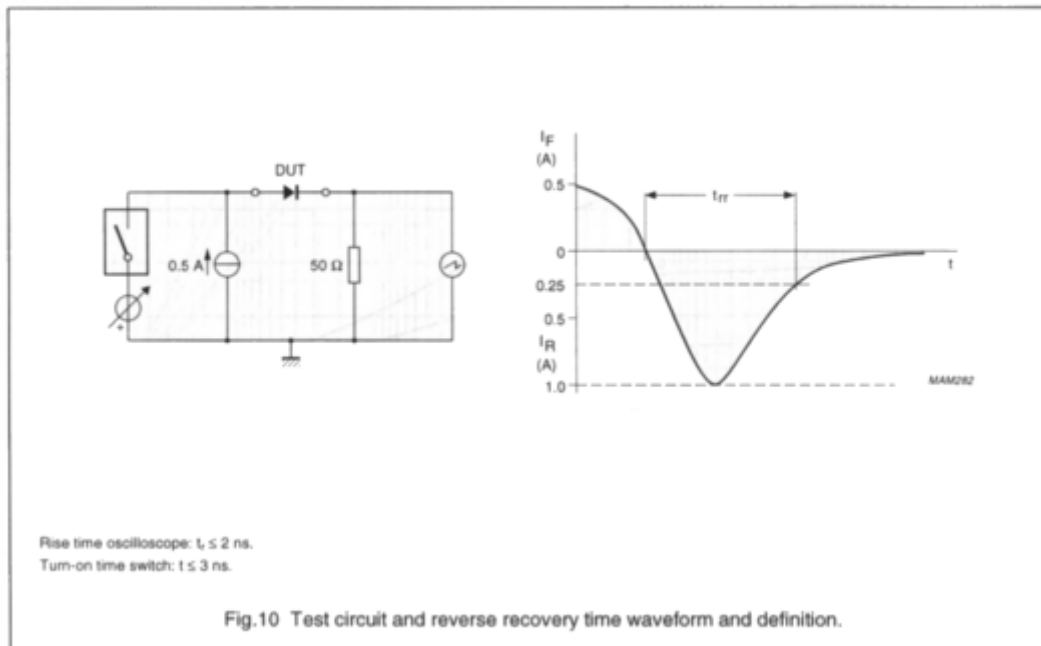 DUT
0.5 A
50 Ω
+
I_F
(A)
0.5
t_rr
0
t
0.25
0.5
I_R
(A)
1.0
MAM282
Rise time oscilloscope: t_r ≤ 2 ns.
Turn-on time switch: t ≤ 3 ns.
Fig.10 Test circuit and reverse recovery time waveform and definition.